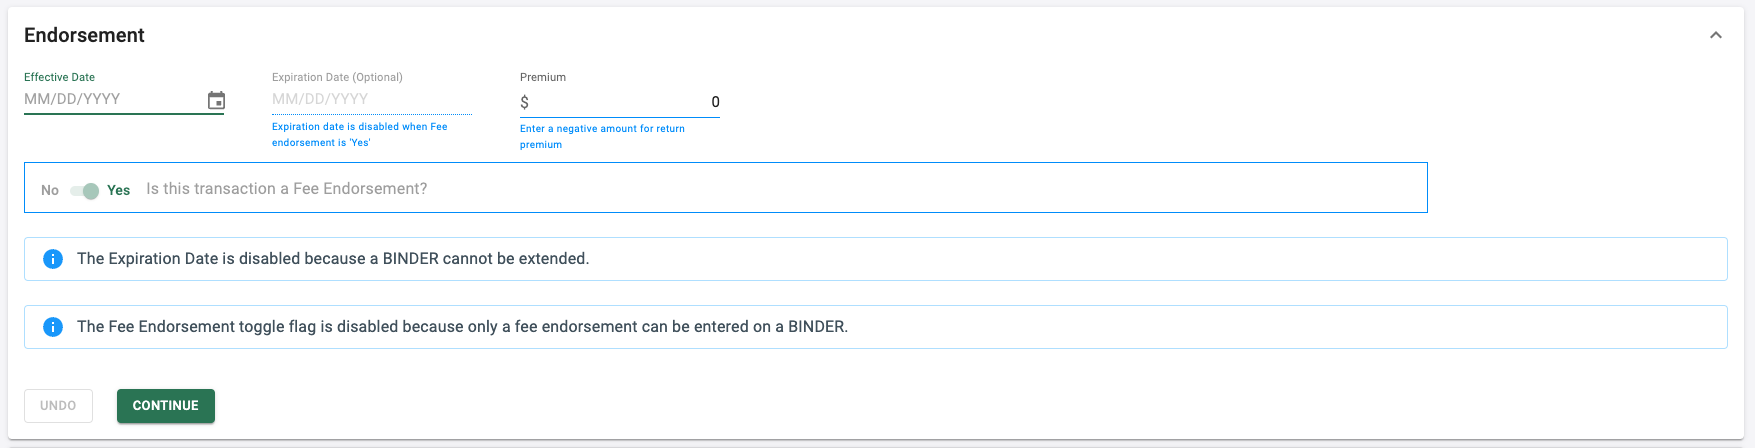 Endorsement
Effective Date
MM/DD/YYYY
Expiration Date (Optional)
MM/DD/YYYY
Expiration date is disabled when Fee
endorsement is 'Yes'
Premium
$ 0
Enter a negative amount for return
premium
No Yes Is this transaction a Fee Endorsement?
The Expiration Date is disabled because a BINDER cannot be extended.
The Fee Endorsement toggle flag is disabled because only a fee endorsement can be entered on a BINDER.
UNDO CONTINUE